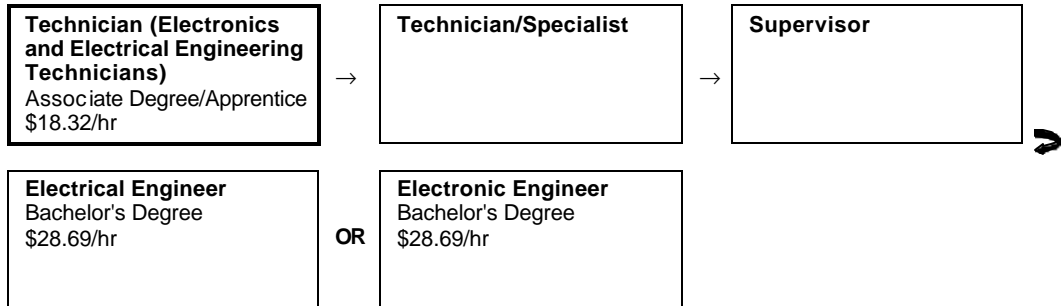 Technician (Electronics
and Electrical Engineering
Technicians)
Associate Degree/Apprentice
$18.32/hr
→
Technician/Specialist
→
Supervisor
Electrical Engineer
Bachelor's Degree
$28.69/hr
OR
Electronic Engineer
Bachelor's Degree
$28.69/hr